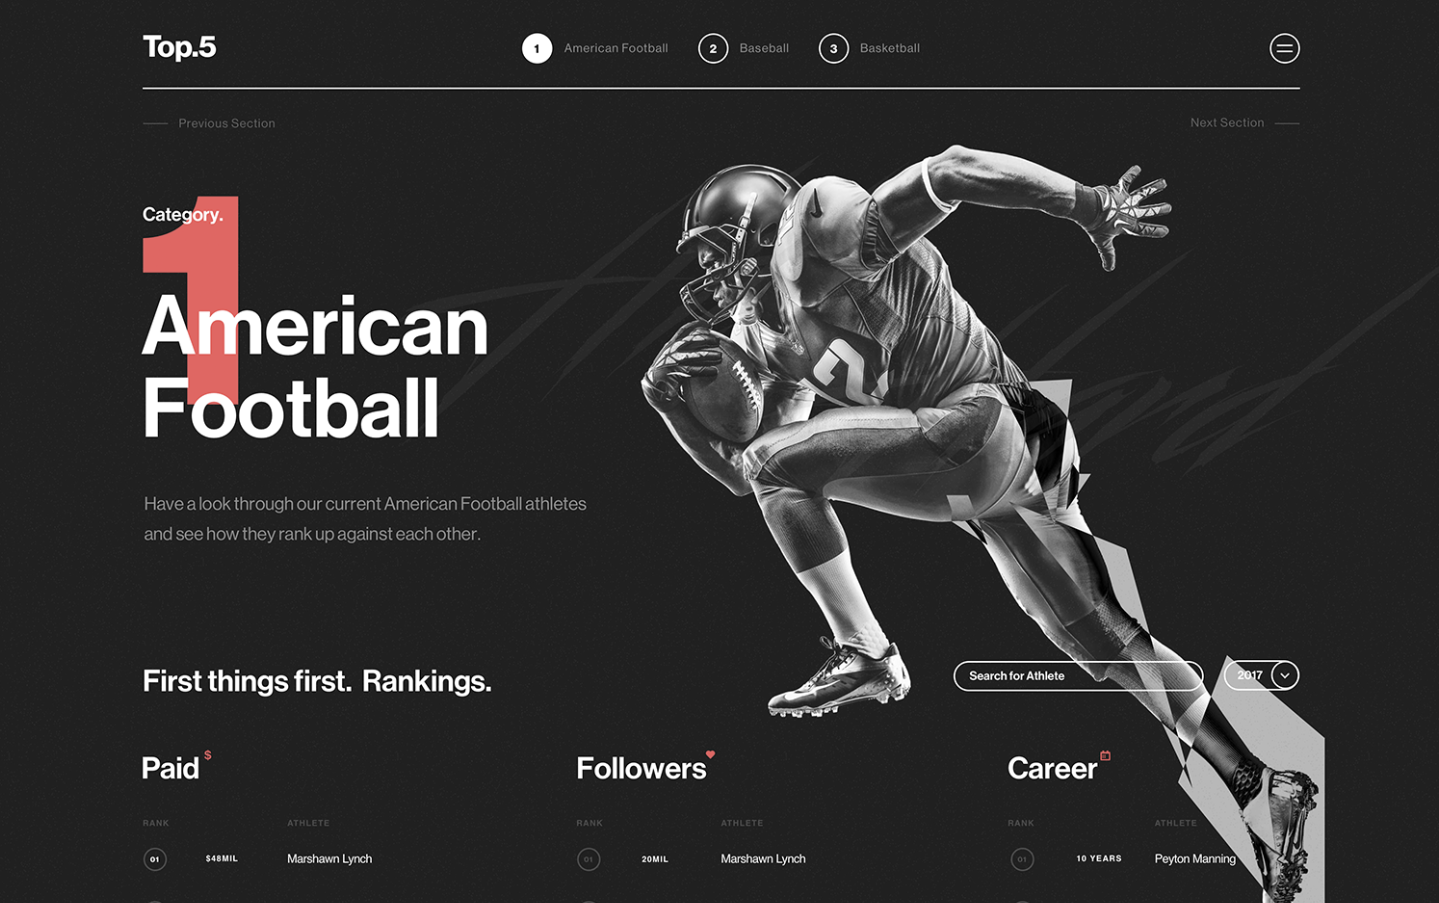 Top.5
1 American Football 2 Baseball 3 Basketball
Previous Section
Next Section
Category.
1
American
Football
Have a look through our current American Football athletes
and see how they rank up against each other.
2
First things first. Rankings.
Search for Athlete
2017
Paid $
Followers
Career
RANK ATHLETE
RANK ATHLETE
RANK ATHLETE
01 $48MIL Marshawn Lynch
01 20MIL Marshawn Lynch
01 10 YEARS Peyton Manning